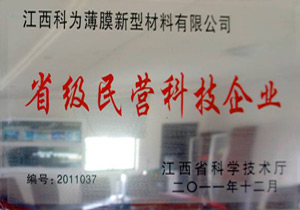 江西科为薄膜新型材料有限公司
省级民营科技企业
江西省科学技术厅
编号:2011037
二〇一一年十二月